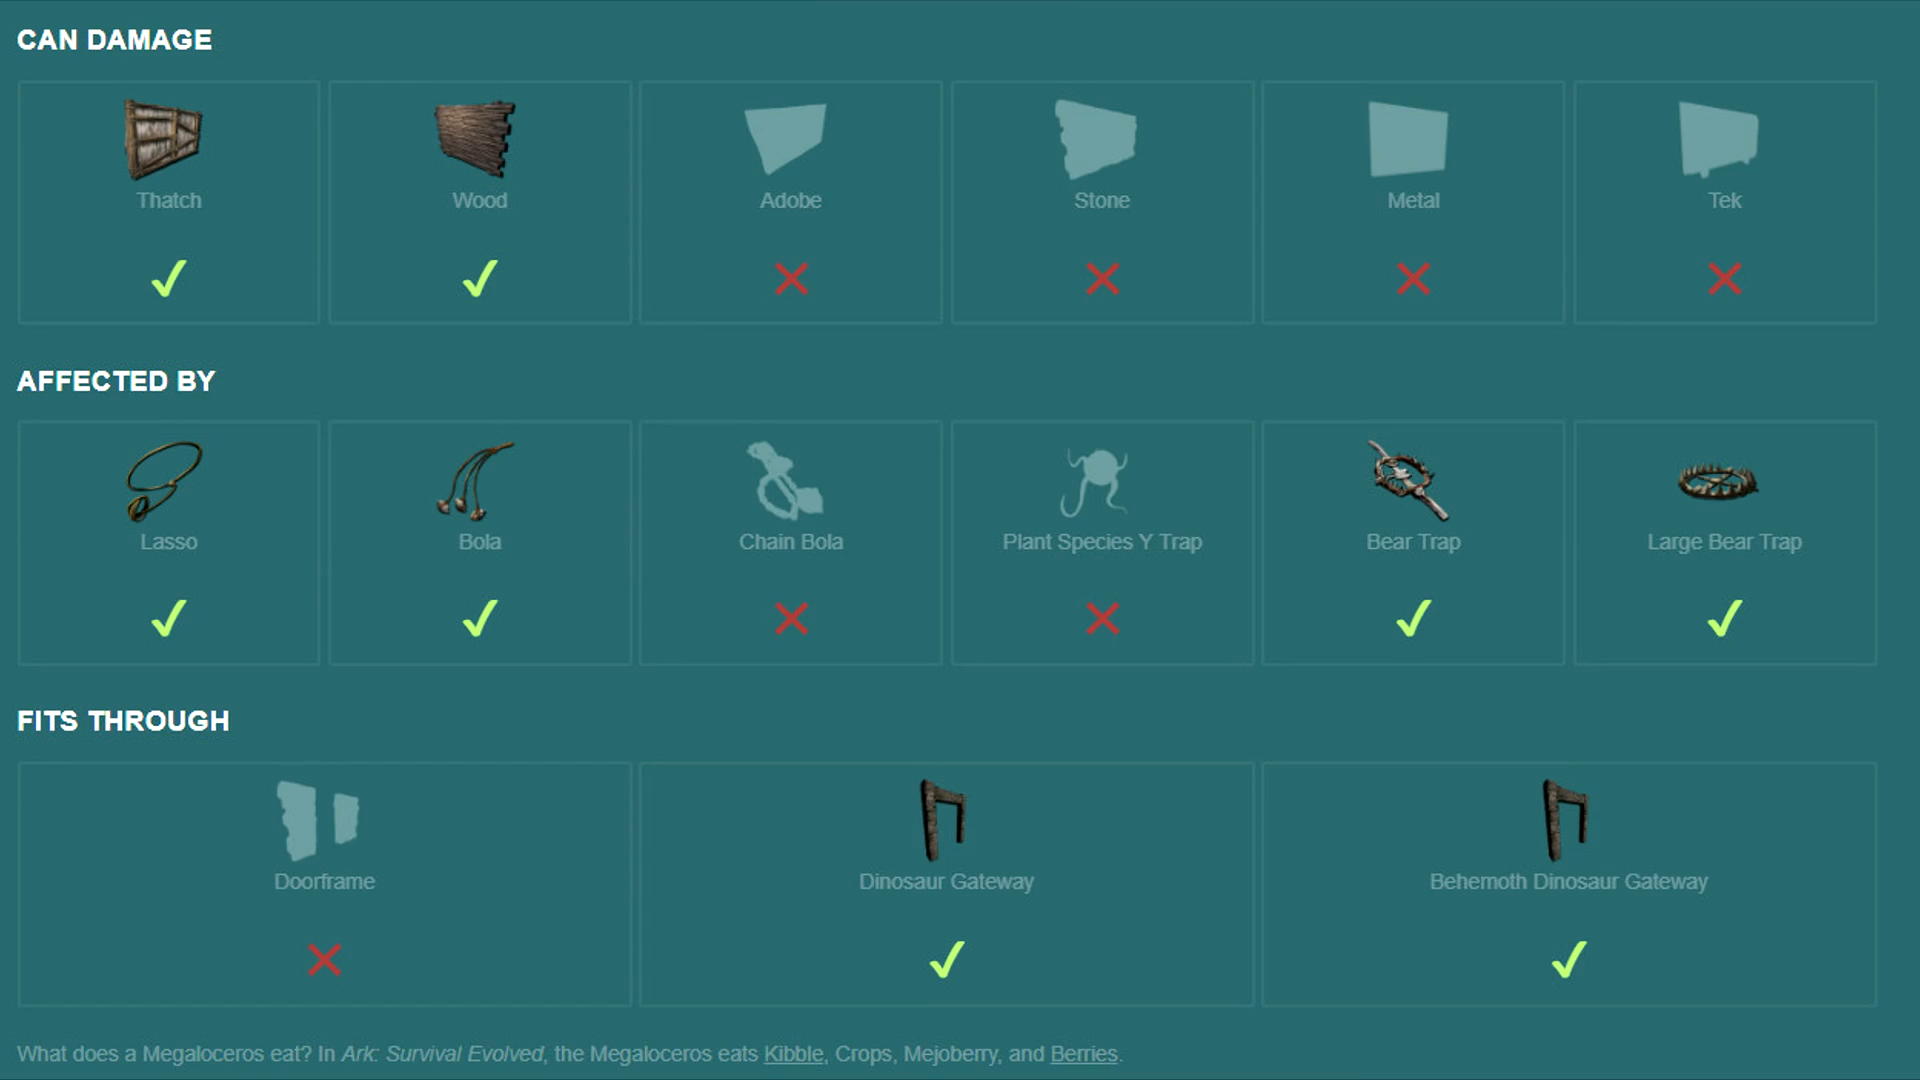 CAN DAMAGE
Thatch
Wood
Adobe
Stone
Metal
Tek
AFFECTED BY
Lasso
Bola
Chain Bola
Plant Species Y Trap
Bear Trap
Large Bear Trap
FITS THROUGH
Doorframe
Dinosaur Gateway
Behemoth Dinosaur Gateway
What does a Megaloceros eat? In Ark: Survival Evolved, the Megaloceros eats Kibble, Crops, Mejoberry, and Berries.